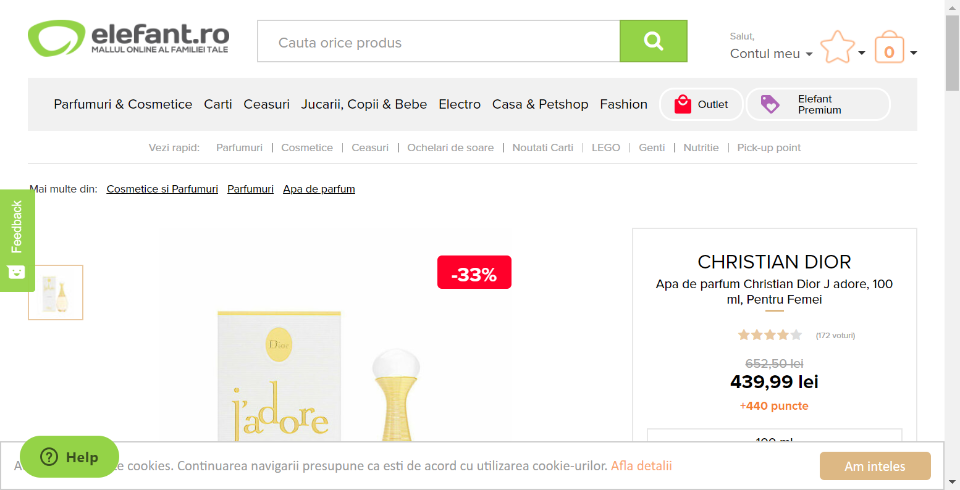 elefant.ro
MALLUL ONLINE AL FAMILIEI TALE
Cauta orice produs
Salut,
Contul meu
0
Parfumuri & Cosmetice Carti Ceasuri Jucarii, Copii & Bebe Electro Casa & Petshop Fashion Outlet Elefant Premium
Vezi rapid: Parfumuri | Cosmetice | Ceasuri | Ochelari de soare | Noutati Carti | LEGO | Genti | Nutritie | Pick-up point
Mai multe din: Cosmetice si Parfumuri Parfumuri Apa de parfum
Feedback
-33%
Dior
j'adore
CHRISTIAN DIOR
Apa de parfum Christian Dior J adore, 100
ml, Pentru Femei
(172 voturi)
652,50 lei
439,99 lei
+440 puncte
100 ml
Help
cookies. Continuarea navigarii presupune ca esti de acord cu utilizarea cookie-urilor. Afla detalii
Am inteles